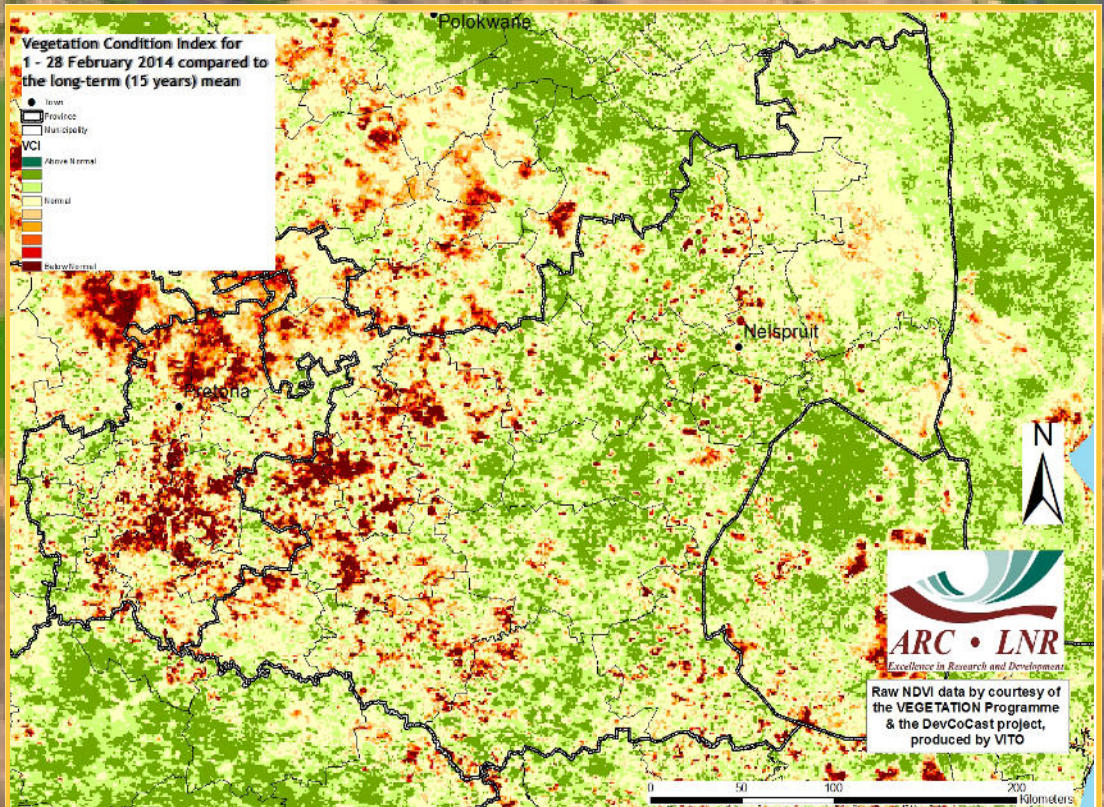 Polokwane
Vegetation Condition Index for
1 - 28 February 2014 compared to
the long-term (15 years) mean
Town
Province
Municipality
VCI
Above Normal
Normal
Below Normal
Nelspruit
Pretoria
N
ARC • LNR
Excellence in Research and Development
Raw NDVI data by courtesy of
the VEGETATION Programme
& the DevCoCast project,
produced by VITO
0 50 100 200
Kilometers